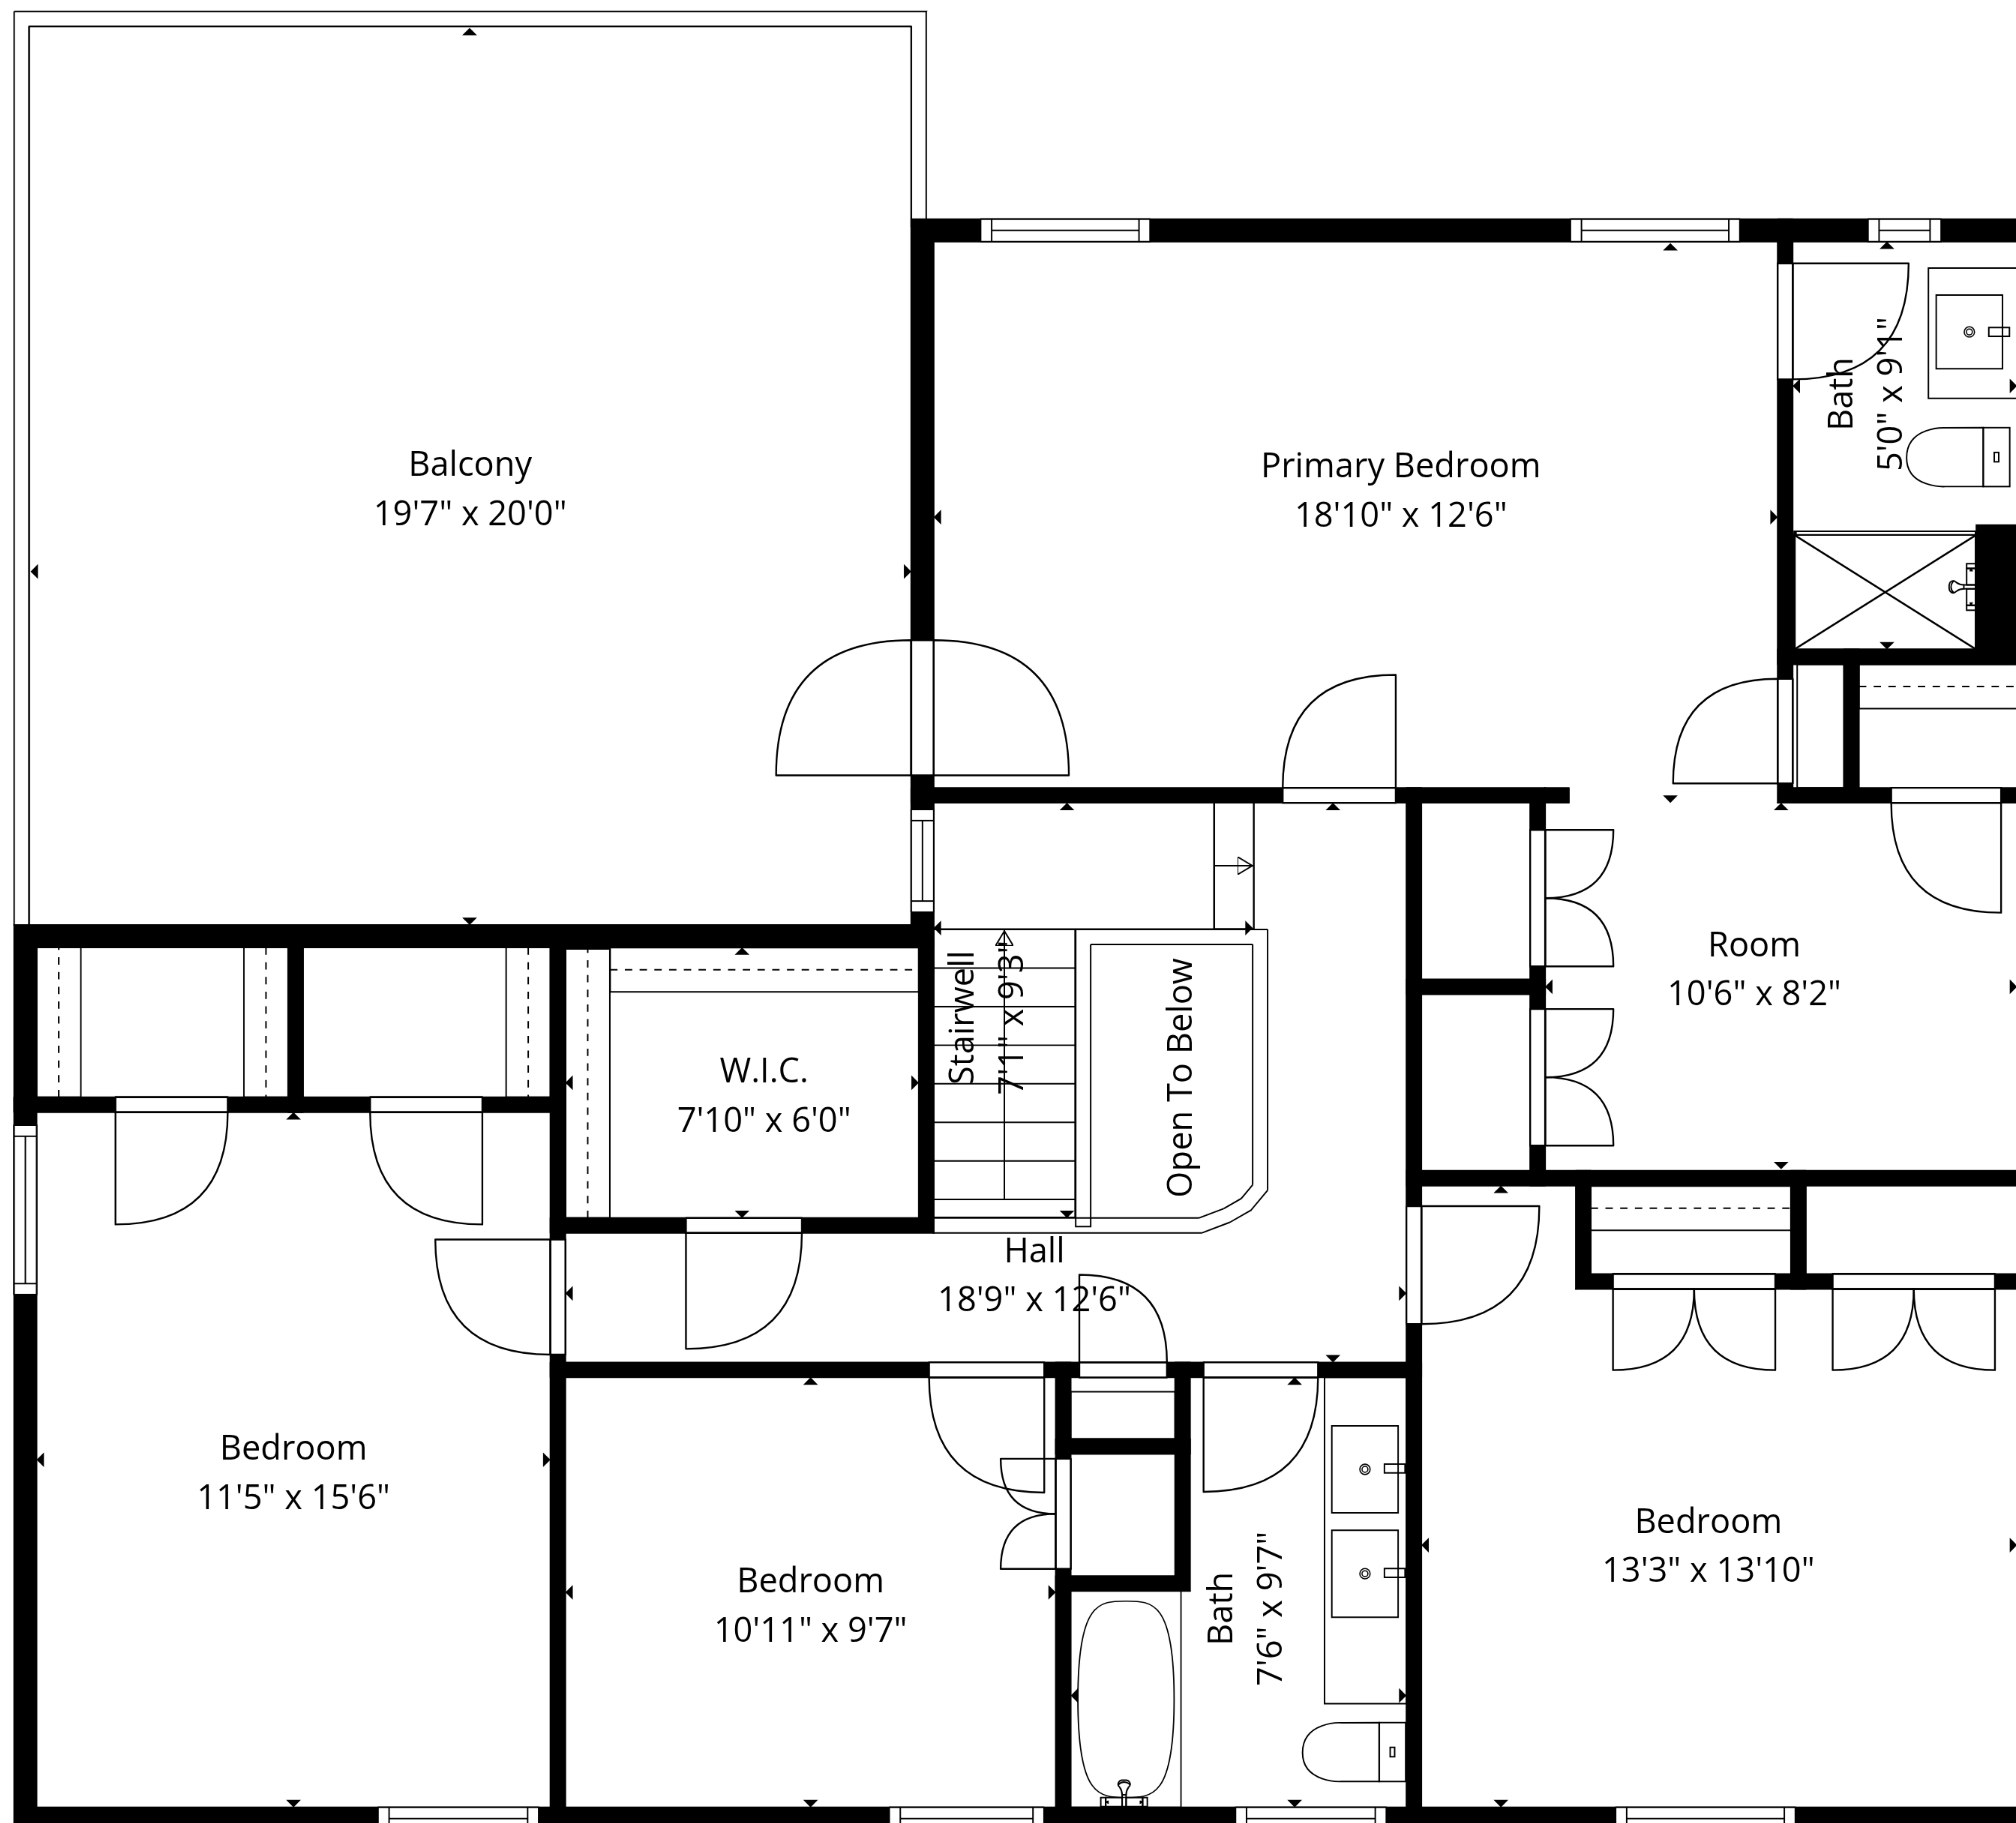 Balcony
19'7" x 20'0"
Primary Bedroom
18'10" x 12'6"
Bath
5'0" x 9'1"
Room
10'6" x 8'2"
W.I.C.
7'10" x 6'0"
Stairwell
7'1" x 9'3"
Open To Below
Hall
18'9" x 12'6"
Bedroom
11'5" x 15'6"
Bedroom
10'11" x 9'7"
Bath
7'6" x 9'7"
Bedroom
13'3" x 13'10"